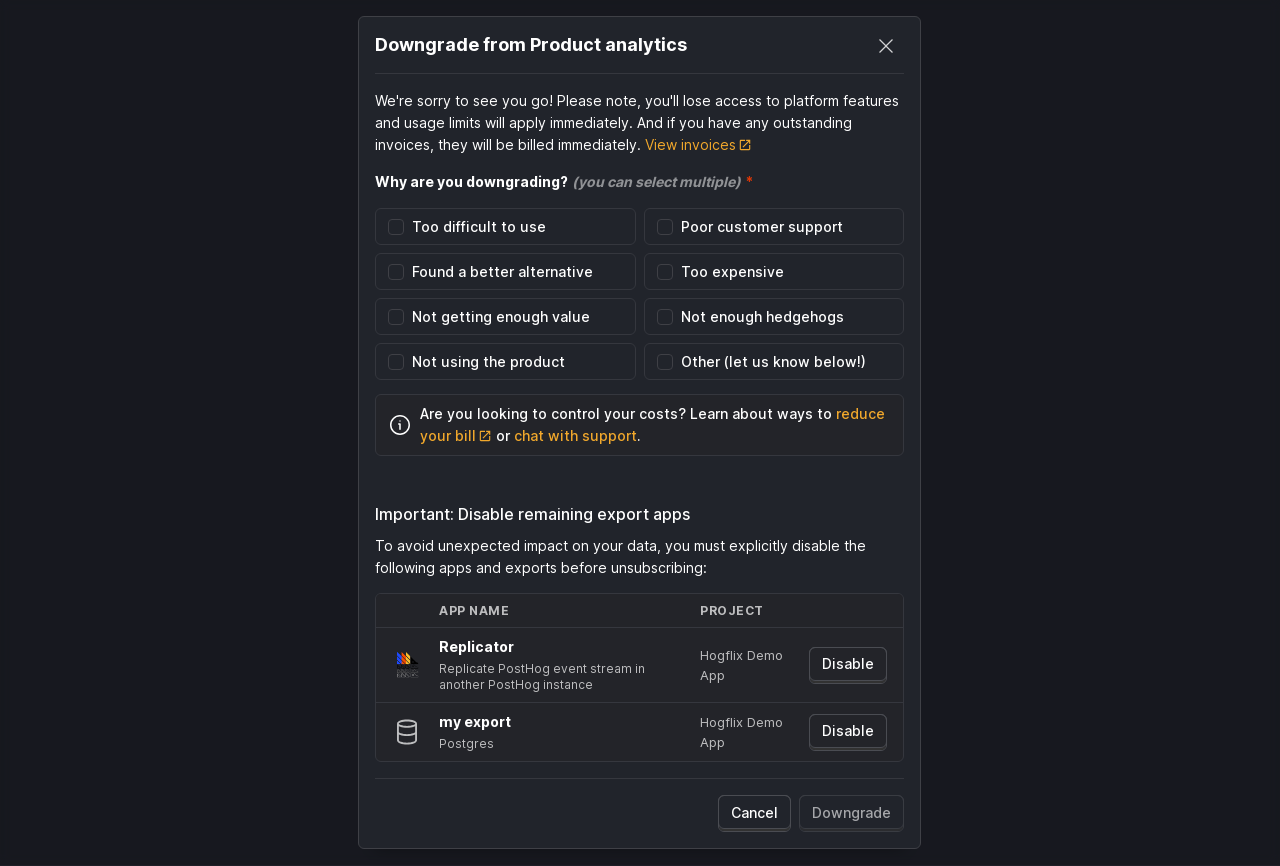 Downgrade from Product analytics
We're sorry to see you go! Please note, you'll lose access to platform features
and usage limits will apply immediately. And if you have any outstanding
invoices, they will be billed immediately. View invoices
Why are you downgrading? (you can select multiple) *
Too difficult to use
Poor customer support
Found a better alternative
Too expensive
Not getting enough value
Not enough hedgehogs
Not using the product
Other (let us know below!)
Are you looking to control your costs? Learn about ways to reduce
your bill or chat with support.
Important: Disable remaining export apps
To avoid unexpected impact on your data, you must explicitly disable the
following apps and exports before unsubscribing:
APP NAME PROJECT
Replicator
Replicate PostHog event stream in
another PostHog instance
Hogflix Demo
App
Disable
my export
Postgres
Hogflix Demo
App
Disable
Cancel Downgrade